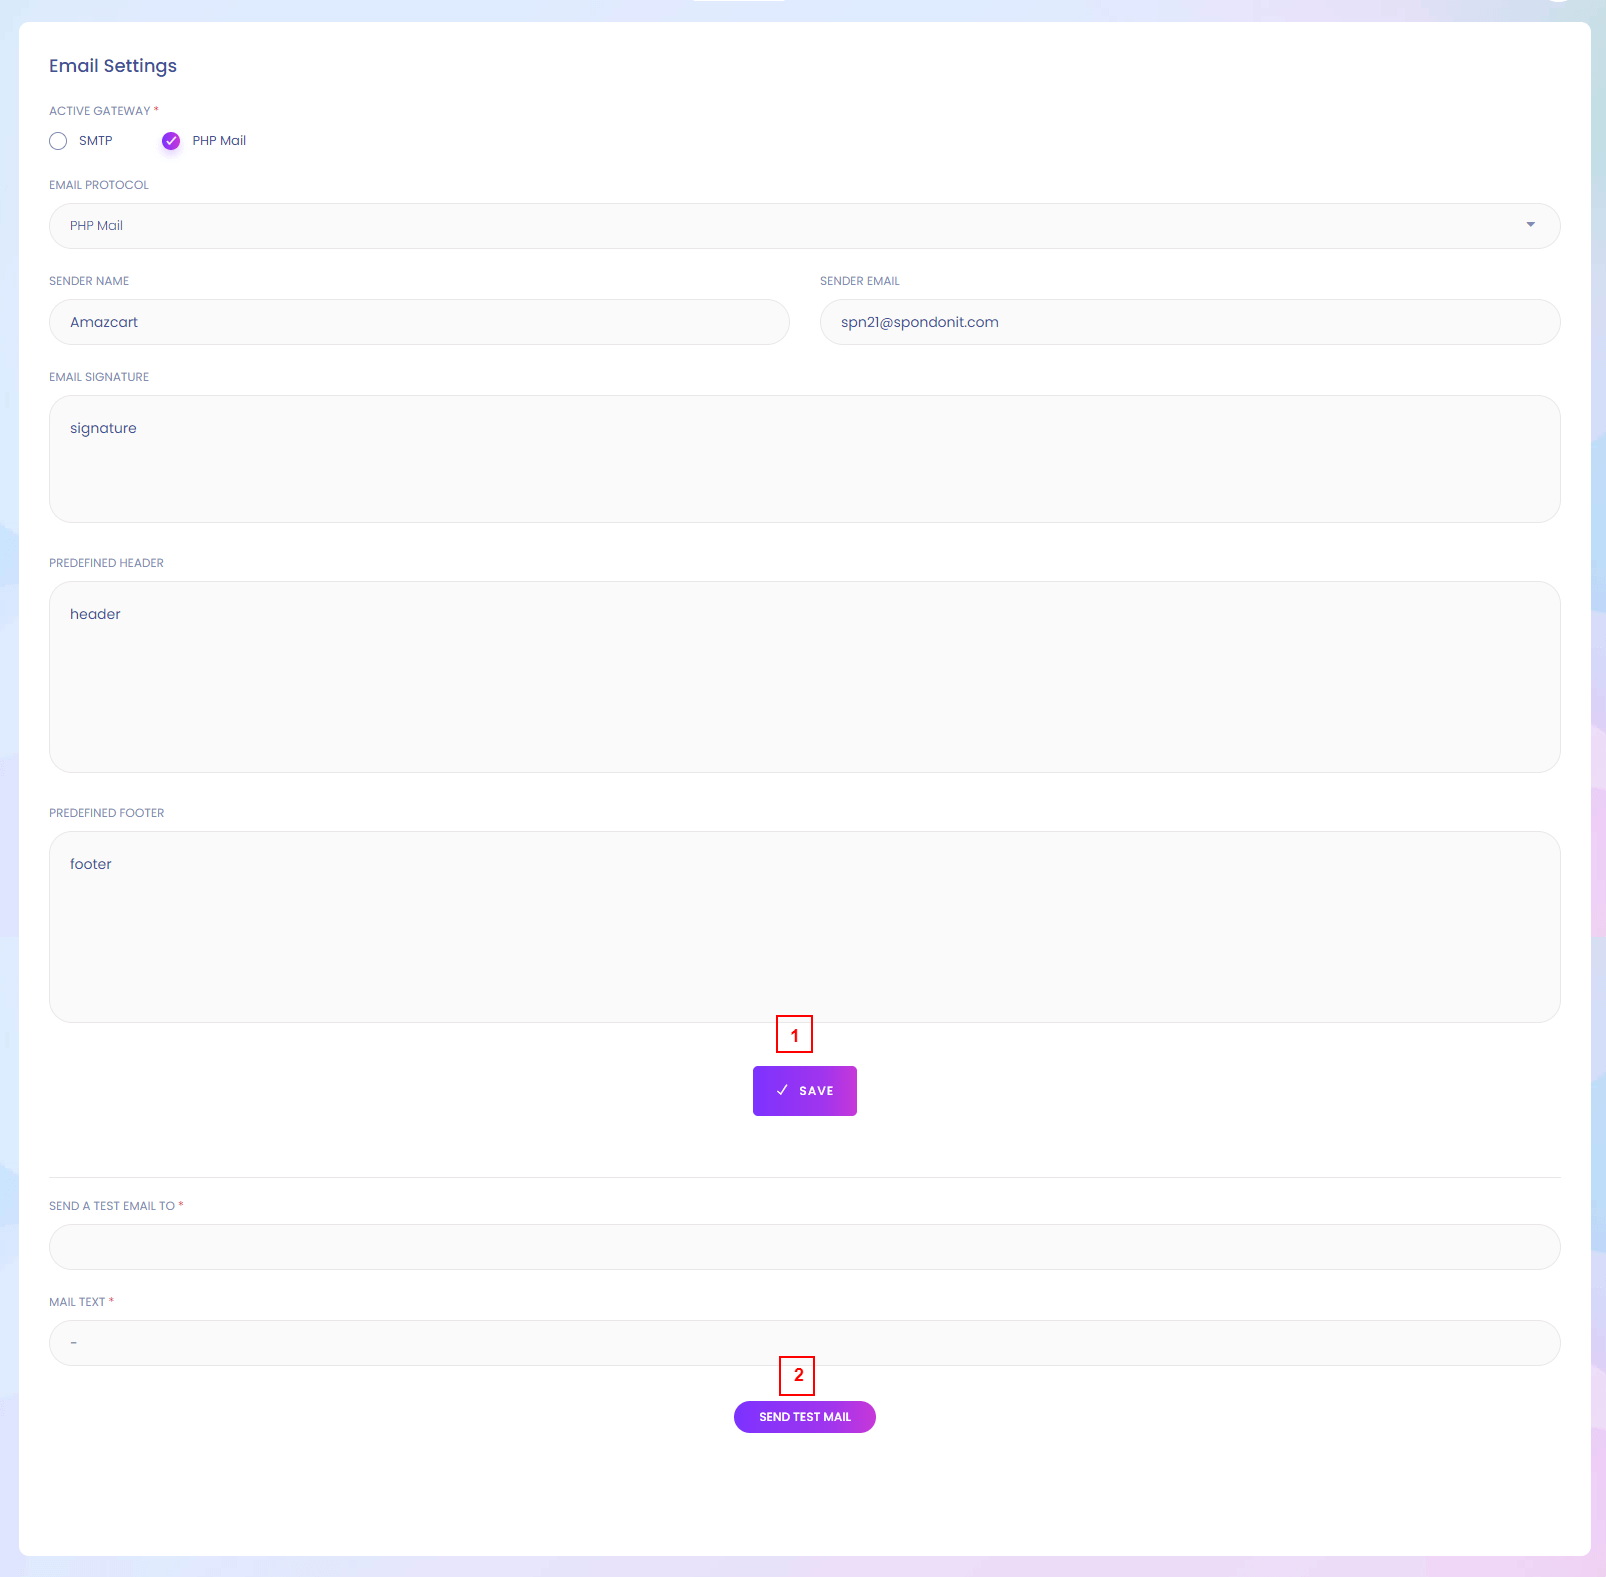 Email Settings
ACTIVE GATEWAY *
SMTP PHP Mail
EMAIL PROTOCOL
PHP Mail
SENDER NAME SENDER EMAIL
Amazcart spn21@spondonit.com
EMAIL SIGNATURE
signature
PREDEFINED HEADER
header
PREDEFINED FOOTER
footer
1
SAVE
SEND A TEST EMAIL TO *
MAIL TEXT *
-
2
SEND TEST MAIL